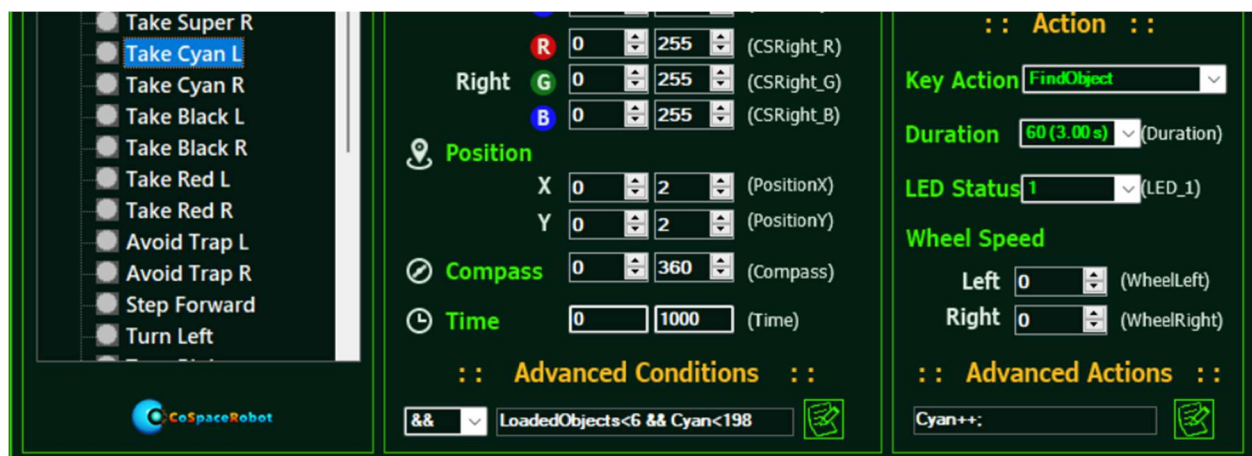 Take Super R
Take Cyan L
Take Cyan R
Take Black L
Take Black R
Take Red L
Take Red R
Avoid Trap L
Avoid Trap R
Step Forward
Turn Left
CoSpaceRobot
R 0 255 (CSRight_R)
Right G 0 255 (CSRight_G)
B 0 255 (CSRight_B)
Position
X 0 2 (PositionX)
Y 0 2 (PositionY)
Compass 0 360 (Compass)
Time 0 1000 (Time)
:: Advanced Conditions ::
&& LoadedObjects<6 && Cyan<198
:: Action ::
Key Action FindObject
Duration 60 (3.00 s) (Duration)
LED Status 1 (LED_1)
Wheel Speed
Left 0 (WheelLeft)
Right 0 (WheelRight)
:: Advanced Actions ::
Cyan++;